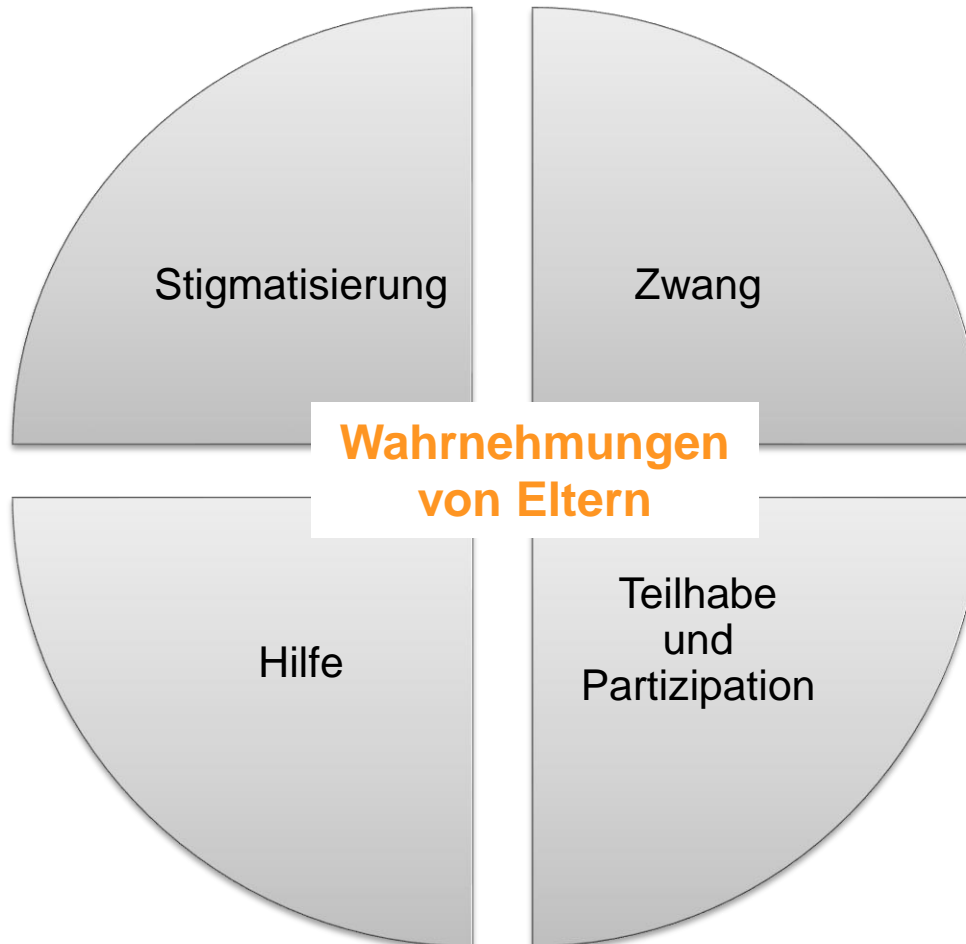 Stigmatisierung
Zwang
Wahrnehmungen
von Eltern
Hilfe
Teilhabe
und
Partizipation